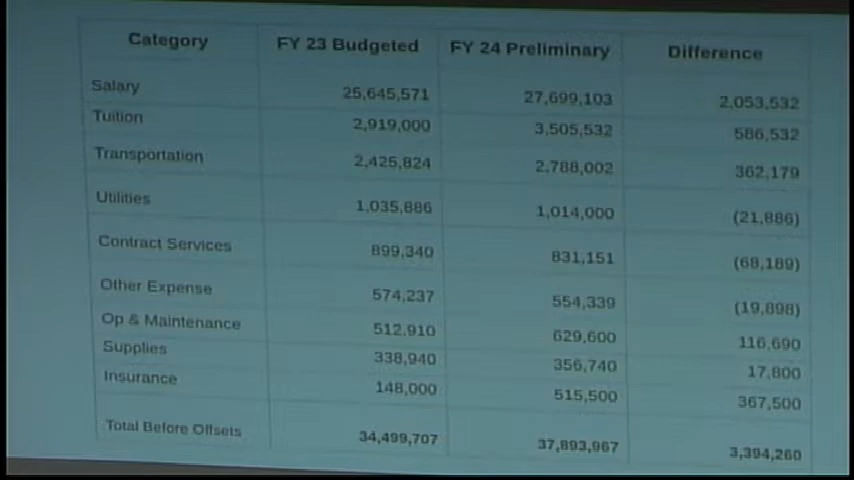 Category FY 23 Budgeted FY 24 Preliminary Difference
Salary 25,645,571 27,699,103 2,053,532
Tuition 2,919,000 3,505,532 586,532
Transportation 2,425,824 2,788,002 362,179
Utilities 1,035,886 1,014,000 (21,886)
Contract Services 899,340 831,151 (68,189)
Other Expense 574,237 554,339 (19,898)
Op & Maintenance 512,910 629,600 116,690
Supplies 338,940 356,740 17,800
Insurance 148,000 515,500 367,500
Total Before Offsets 34,499,707 37,893,967 3,394,260